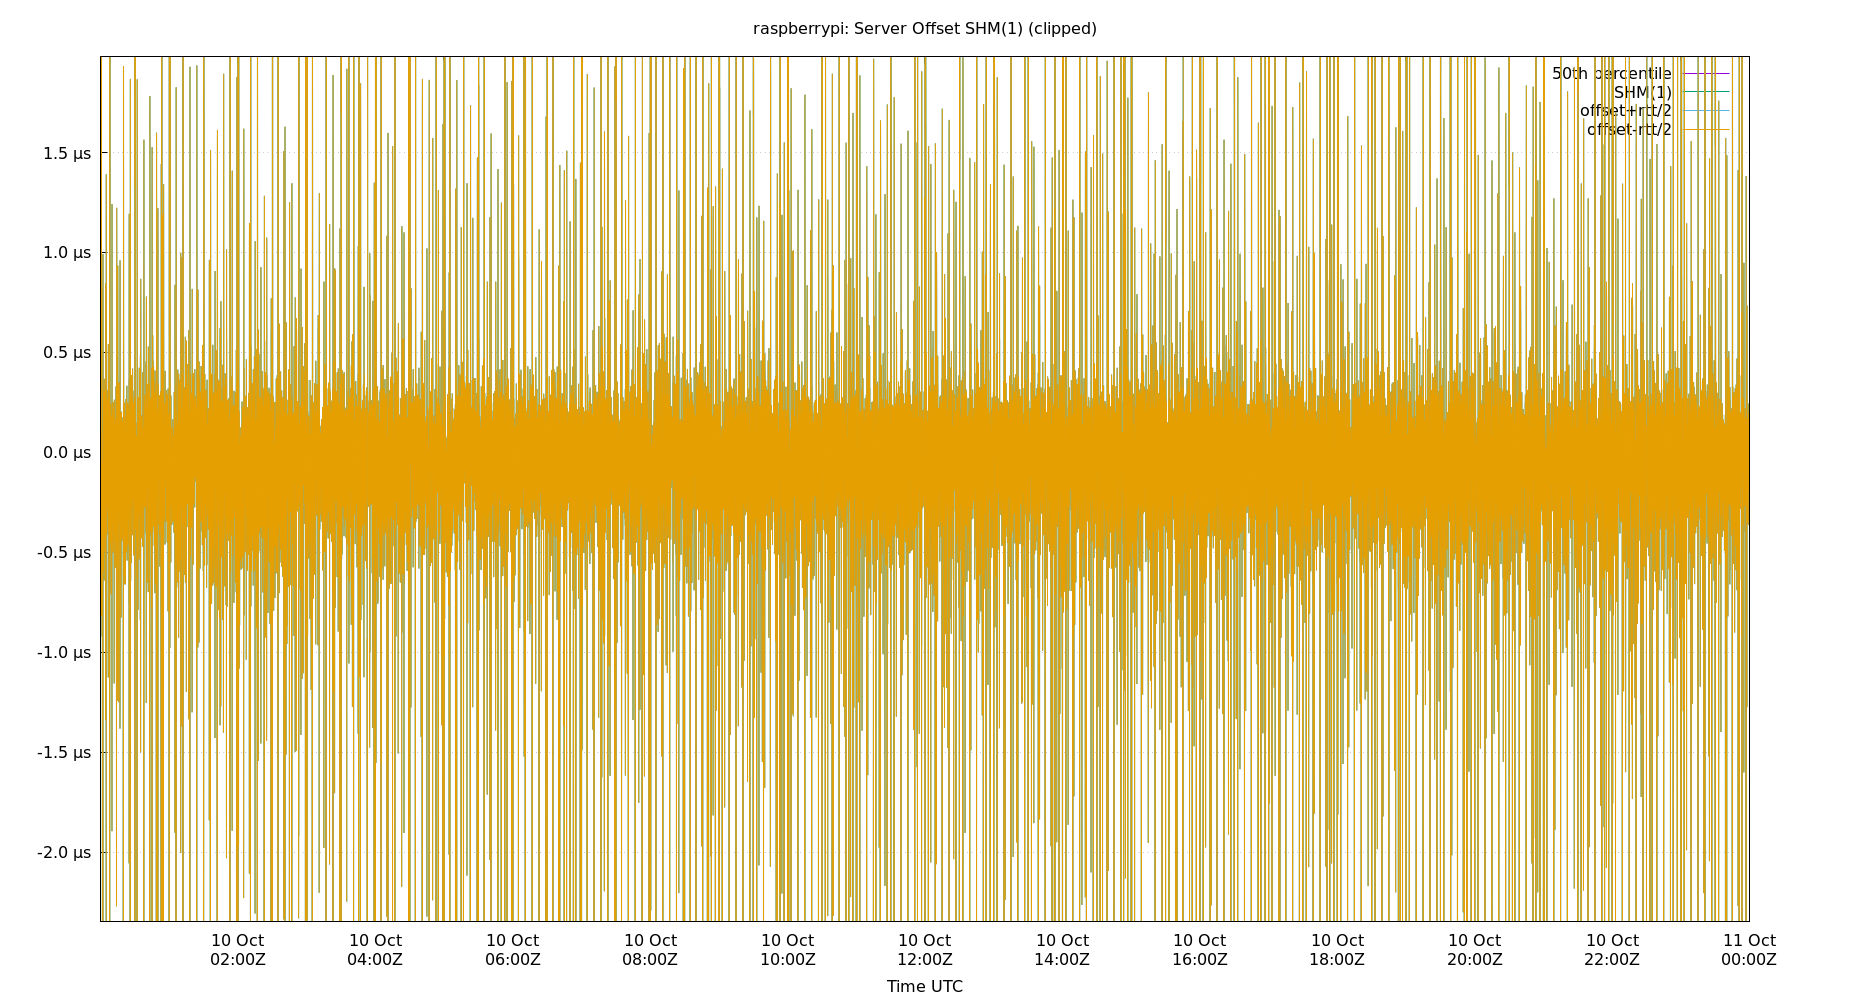 raspberrypi: Server Offset SHM(1) (clipped)
50th percentile
SHM(1)
offset+rtt/2
offset-rtt/2
1.5 µs
1.0 µs
0.5 µs
0.0 µs
-0.5 µs
-1.0 µs
-1.5 µs
-2.0 µs
10 Oct 10 Oct 10 Oct 10 Oct 10 Oct 10 Oct 10 Oct 10 Oct 10 Oct 10 Oct 10 Oct 11 Oct
02:00Z 04:00Z 06:00Z 08:00Z 10:00Z 12:00Z 14:00Z 16:00Z 18:00Z 20:00Z 22:00Z 00:00Z
Time UTC